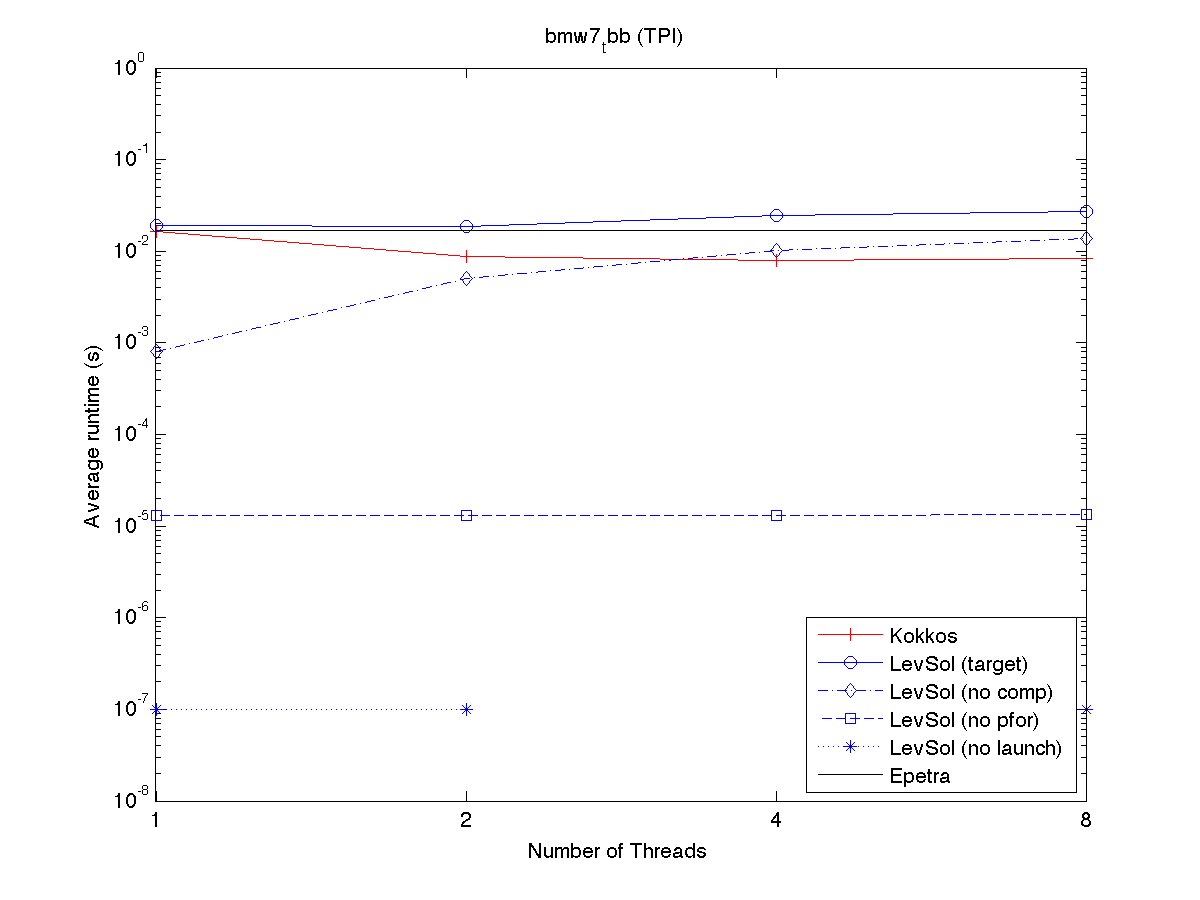 bmw7_tbb (TPI)
10^0
10^-1
10^-2
10^-3
10^-4
10^-5
10^-6
10^-7
10^-8
Average runtime (s)
1 2 4 8
Number of Threads
Kokkos
LevSol (target)
LevSol (no comp)
LevSol (no pfor)
LevSol (no launch)
Epetra